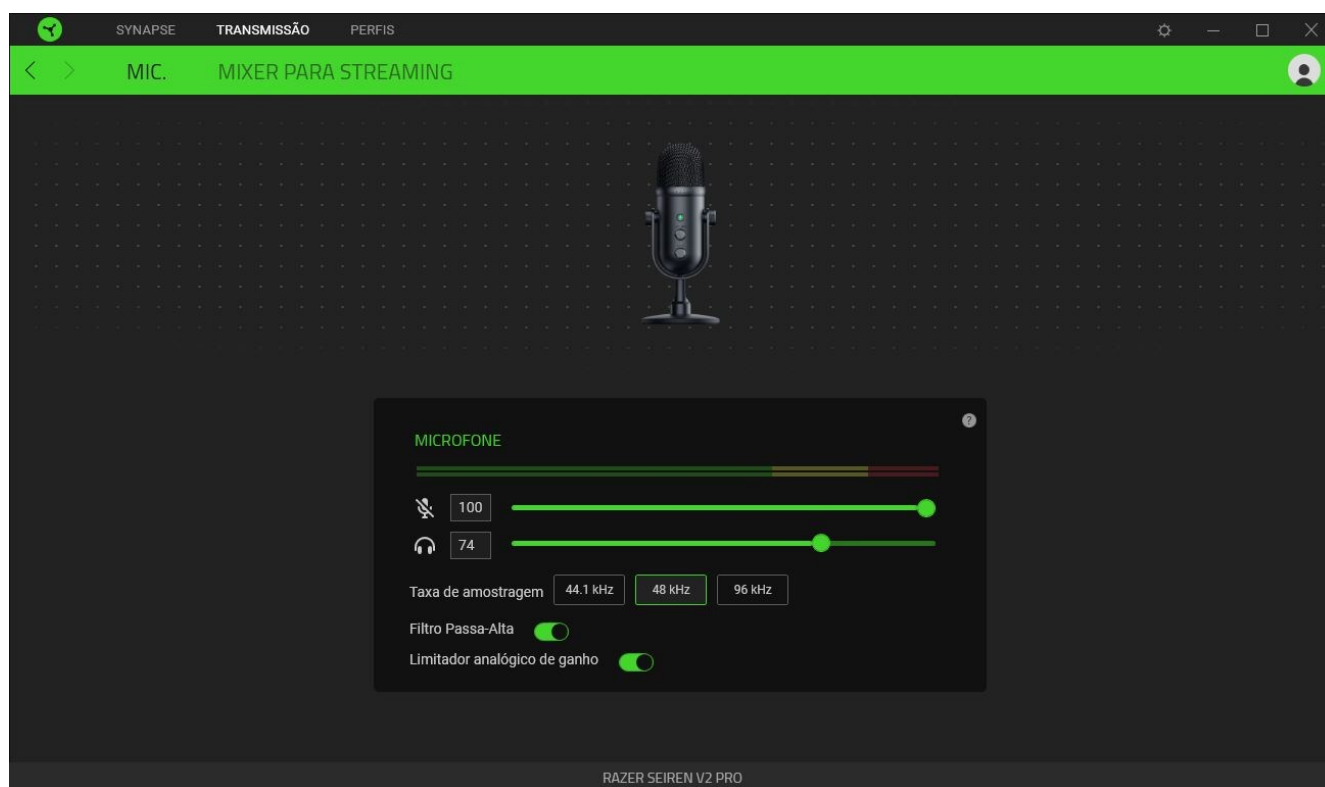 SYNAPSE TRANSMISSÃO PERFIS
MIC. MIXER PARA STREAMING
?
MICROFONE
100
74
Taxa de amostragem 44.1 kHz 48 kHz 96 kHz
Filtro Passa-Alta
Limitador analógico de ganho
RAZER SEIREN V2 PRO